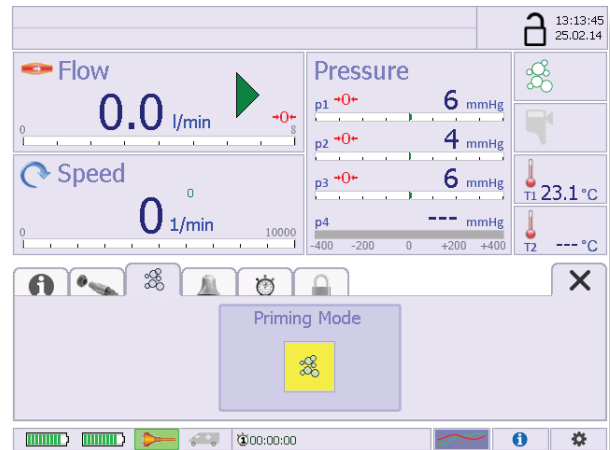 13:13:45
25.02.14
Flow
0.0 l/min
→0←
0 8
Speed
0
0 1/min
0 10000
Pressure
p1 →0← 6 mmHg
p2 →0← 4 mmHg
p3 →0← 6 mmHg
p4 --- mmHg
-400 -200 0 +200 +400
T1 23.1 °C
T2 --- °C
Priming Mode
1 00:00:00